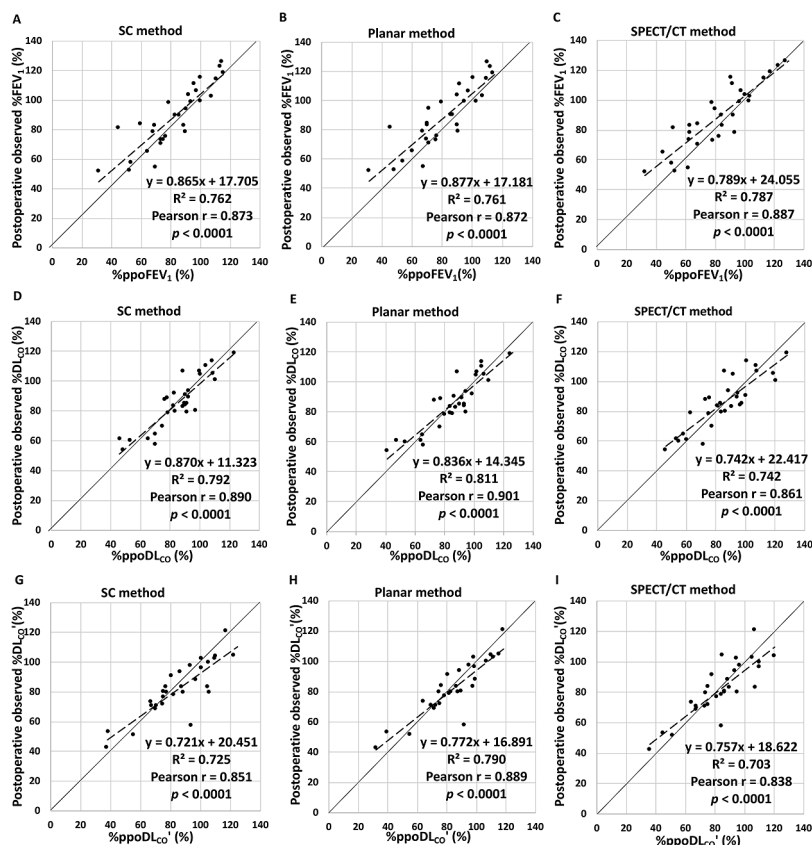 A
SC method
Postoperative observed %FEV₁ (%)
140
120
100
80
60
40
20
0
y = 0.865x + 17.705
R² = 0.762
Pearson r = 0.873
p < 0.0001
0 20 40 60 80 100 120 140
%ppoFEV₁ (%)
B
Planar method
Postoperative observed %FEV₁ (%)
140
120
100
80
60
40
20
0
y = 0.877x + 17.181
R² = 0.761
Pearson r = 0.872
p < 0.0001
0 20 40 60 80 100 120 140
%ppoFEV₁(%)
C
SPECT/CT method
Postoperative observed %FEV₁ (%)
140
120
100
80
60
40
20
0
y = 0.789x + 24.055
R² = 0.787
Pearson r = 0.887
p < 0.0001
0 20 40 60 80 100 120 140
%ppoFEV₁ (%)
D
SC method
Postoperative observed %DLCO (%)
140
120
100
80
60
40
20
0
y = 0.870x + 11.323
R² = 0.792
Pearson r = 0.890
p < 0.0001
0 20 40 60 80 100 120 140
%ppoDLCO (%)
E
Planar method
Postoperative observed %DLCO (%)
140
120
100
80
60
40
20
0
y = 0.836x + 14.345
R² = 0.811
Pearson r = 0.901
p < 0.0001
0 20 40 60 80 100 120 140
%ppoDLCO (%)
F
SPECT/CT method
Postoperative observed %DLCO (%)
140
120
100
80
60
40
20
0
y = 0.742x + 22.417
R² = 0.742
Pearson r = 0.861
p < 0.0001
0 20 40 60 80 100 120 140
%ppoDLCO (%)
G
SC method
Postoperative observed %DLCO'(%)
140
120
100
80
60
40
20
0
y = 0.721x + 20.451
R² = 0.725
Pearson r = 0.851
p < 0.0001
0 20 40 60 80 100 120 140
%ppoDLCO' (%)
H
Planar method
Postoperative observed %DLCO'(%)
140
120
100
80
60
40
20
0
y = 0.772x + 16.891
R² = 0.790
Pearson r = 0.889
p < 0.0001
0 20 40 60 80 100 120 140
%ppoDLCO' (%)
I
SPECT/CT method
Postoperative observed %DLCO'(%)
140
120
100
80
60
40
20
0
y = 0.757x + 18.622
R² = 0.703
Pearson r = 0.838
p < 0.0001
0 20 40 60 80 100 120 140
%ppoDLCO' (%)